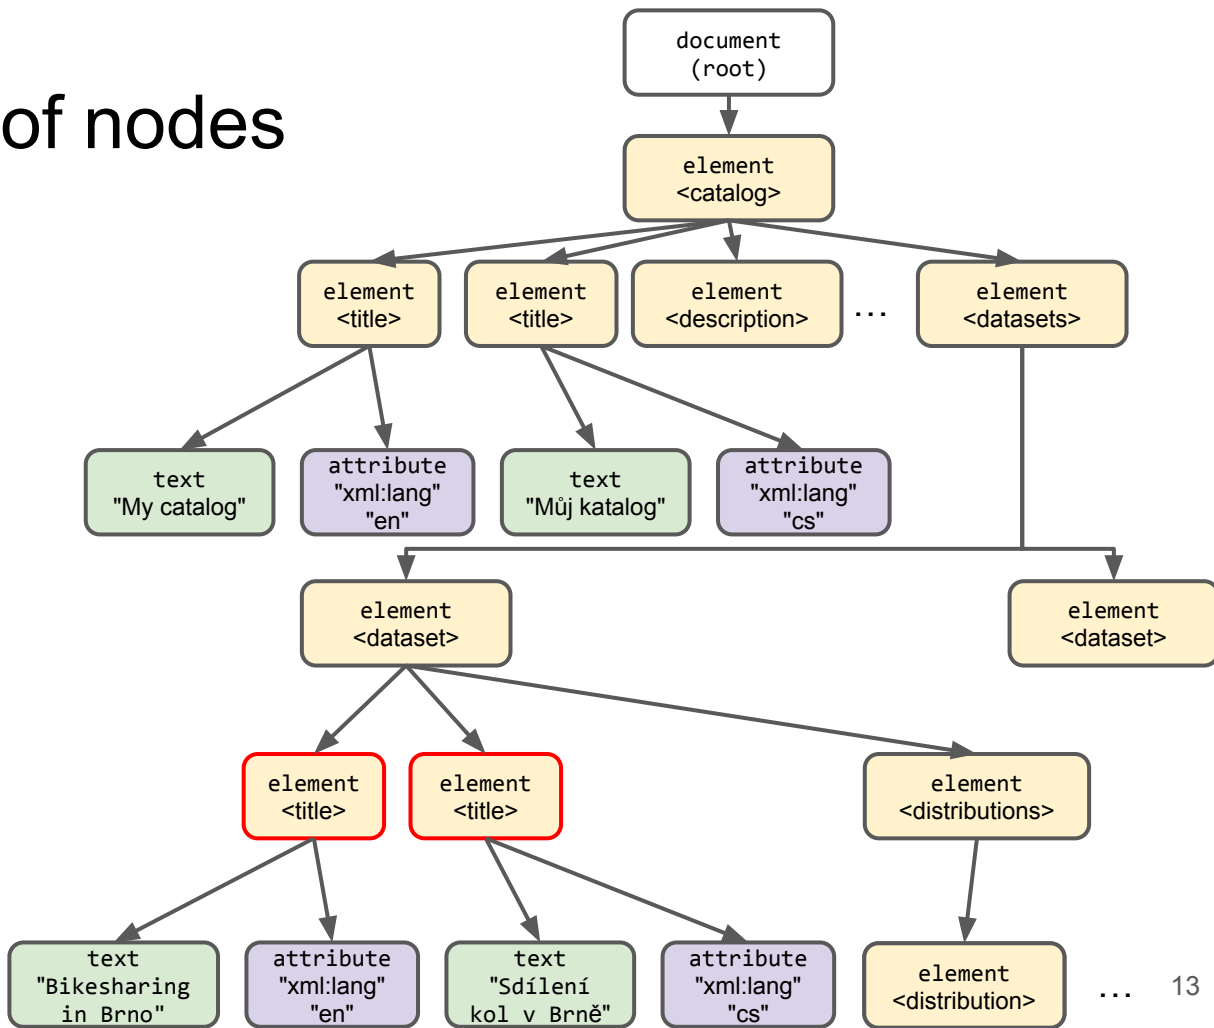 of nodes
document
(root)
element
<catalog>
element
<title>
element
<title>
element
<description>
...
element
<datasets>
text
"My catalog"
attribute
"xml:lang"
"en"
text
"Můj katalog"
attribute
"xml:lang"
"cs"
element
<dataset>
element
<dataset>
element
<title>
element
<title>
element
<distributions>
text
"Bikesharing
in Brno"
attribute
"xml:lang"
"en"
text
"Sdílení
kol v Brně"
attribute
"xml:lang"
"cs"
element
<distribution>
...
13